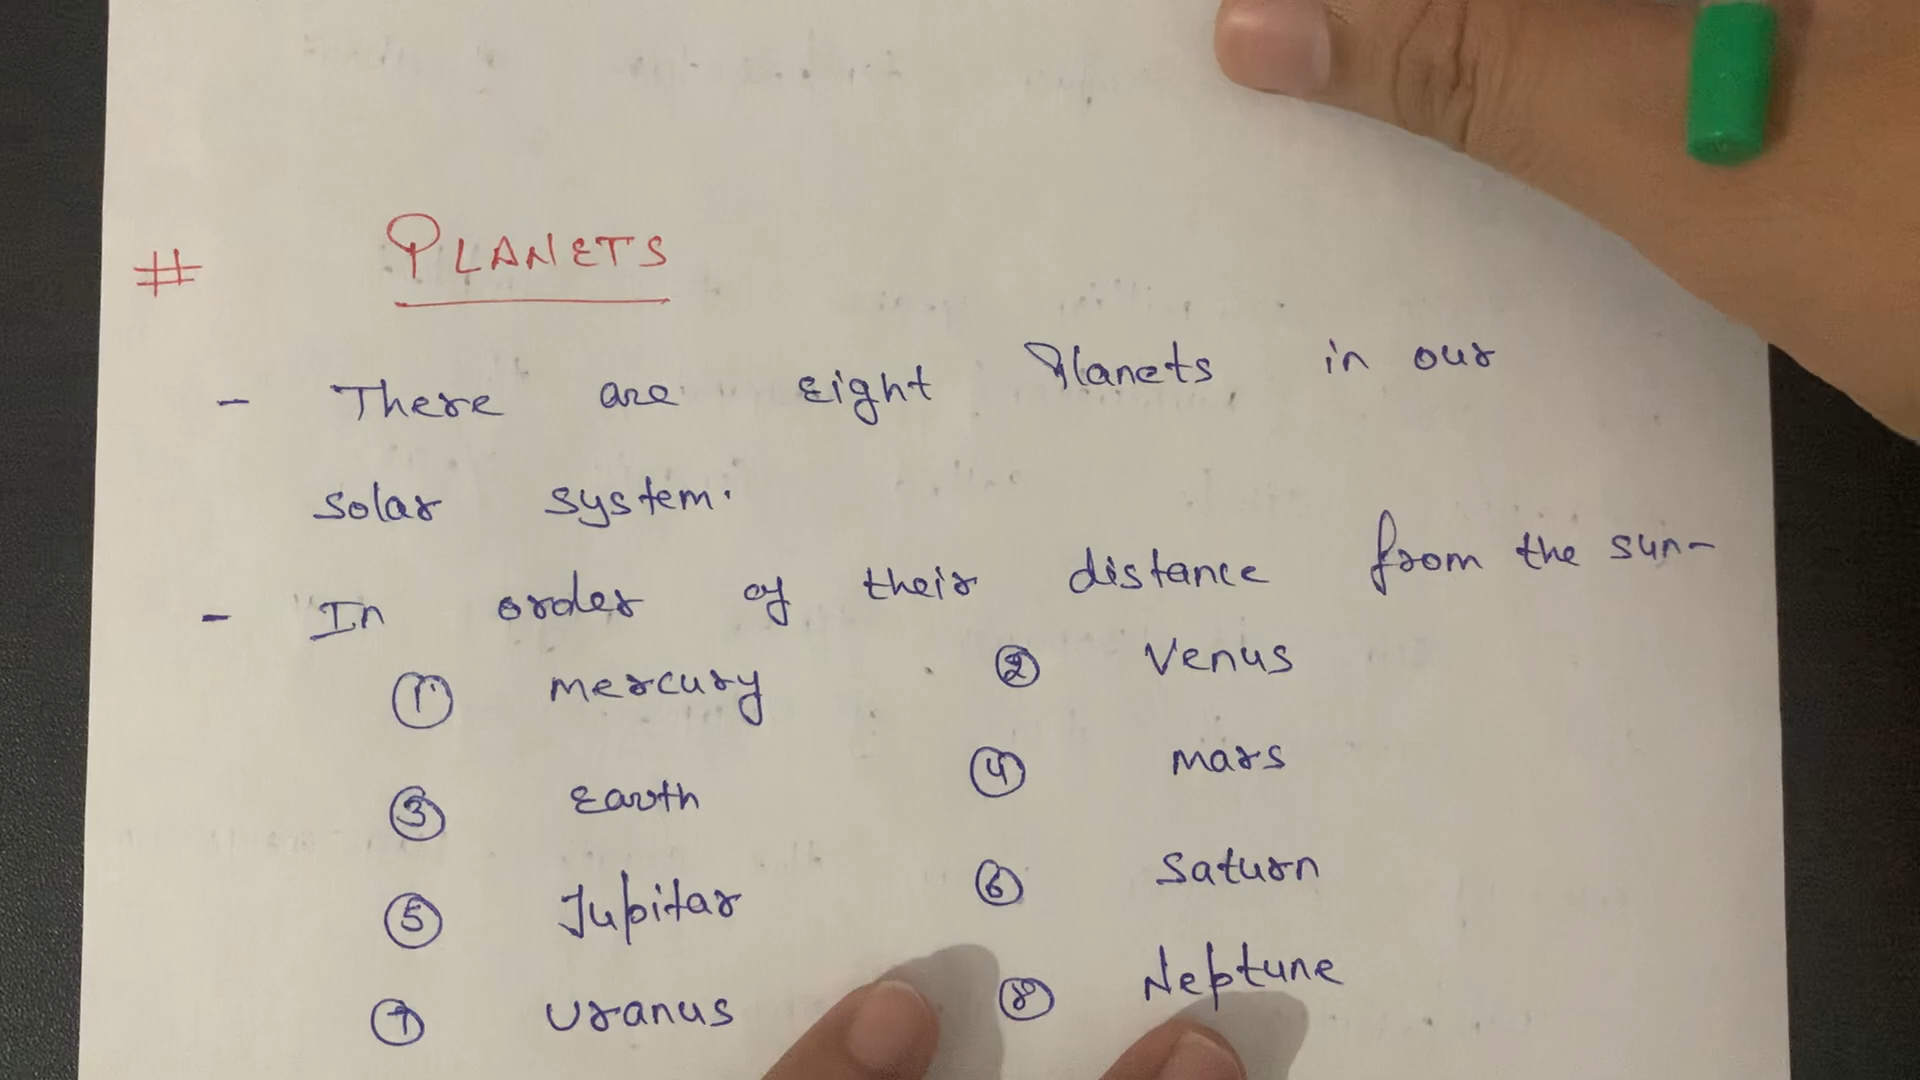 # PLANETS
- There are Eight Planets in our
solar system.
- In order of their distance from the sun-
① mercury ② Venus
③ Earth ④ mars
⑤ Jupitar ⑥ Saturn
⑦ Uranus ⑧ Neptune